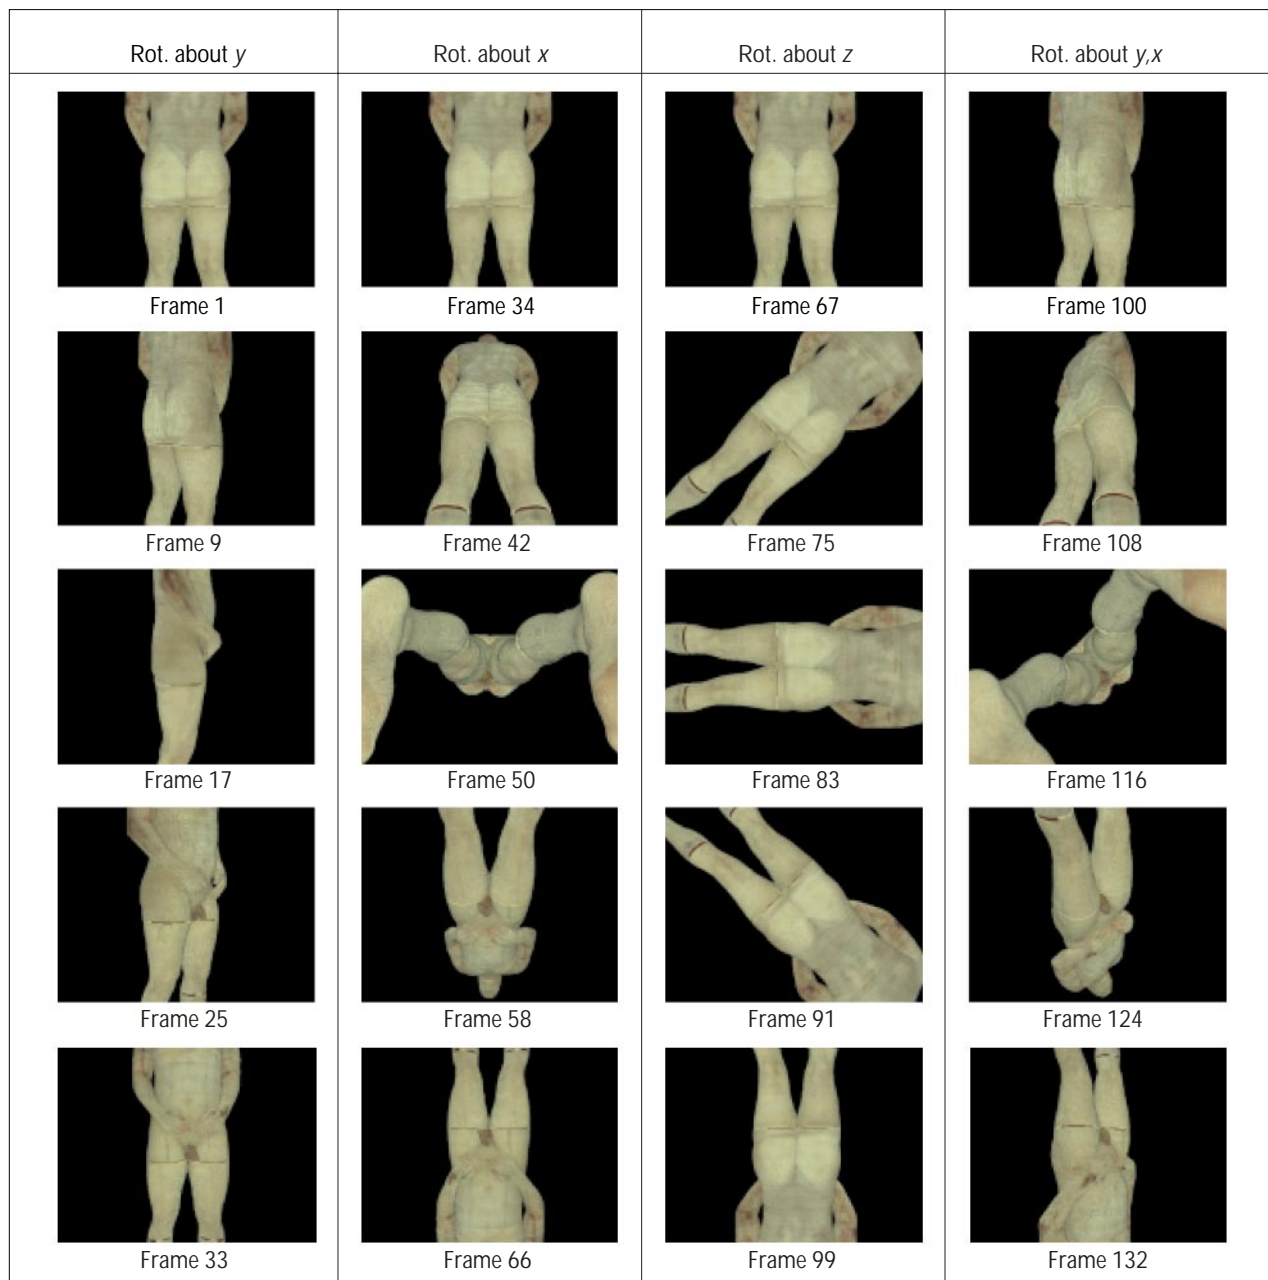 Rot. about y Rot. about x Rot. about z Rot. about y,x
Frame 1 Frame 34 Frame 67 Frame 100
Frame 9 Frame 42 Frame 75 Frame 108
Frame 17 Frame 50 Frame 83 Frame 116
Frame 25 Frame 58 Frame 91 Frame 124
Frame 33 Frame 66 Frame 99 Frame 132